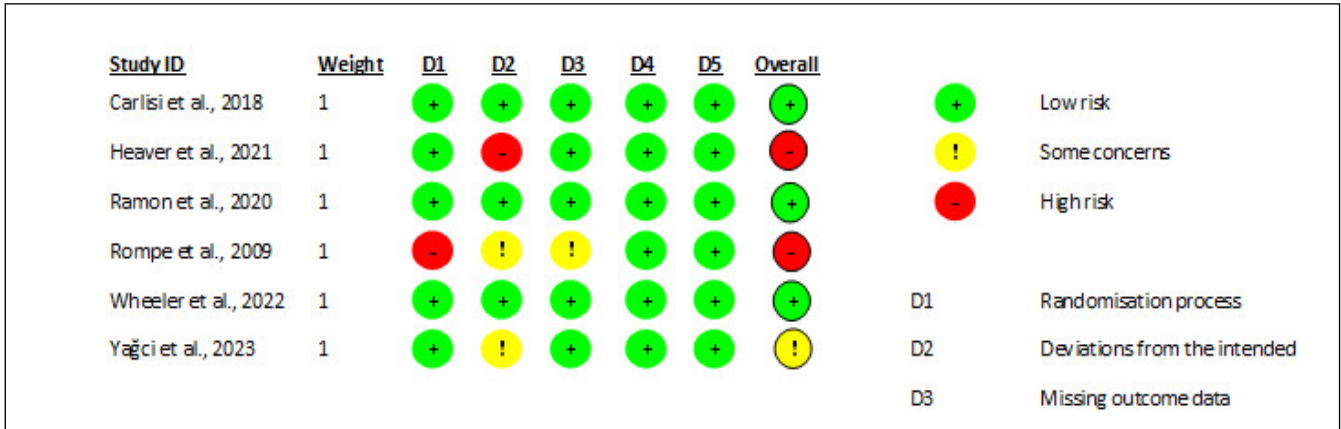 Study ID Weight D1 D2 D3 D4 D5 Overall
Carlisi et al., 2018 1 + + + + + + + Low risk
Heaver et al., 2021 1 + - + + + - ! Some concerns
Ramon et al., 2020 1 + + + + + + - High risk
Rompe et al., 2009 1 - ! ! + + -
Wheeler et al., 2022 1 + + + + + + D1 Randomisation process
Yağci et al., 2023 1 + ! + + + ! D2 Deviations from the intended
D3 Missing outcome data